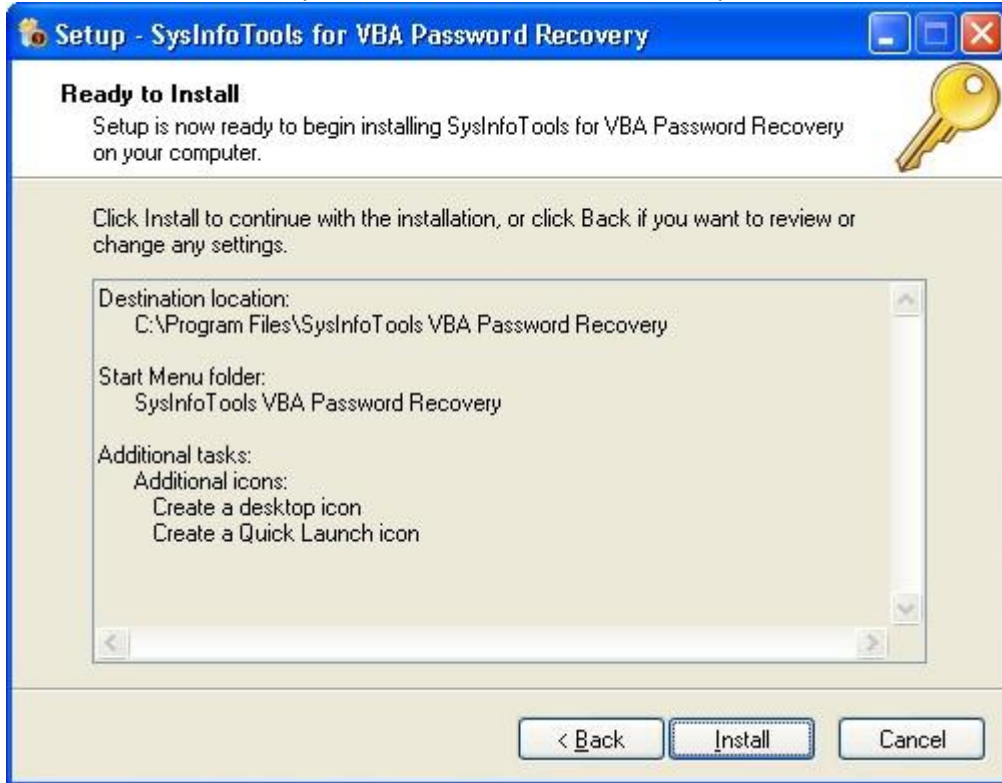 Setup - SysInfoTools for VBA Password Recovery
Ready to Install
Setup is now ready to begin installing SysInfoTools for VBA Password Recovery
on your computer.
Click Install to continue with the installation, or click Back if you want to review or
change any settings.
Destination location:
C:\Program Files\SysInfoTools VBA Password Recovery
Start Menu folder:
SysInfoTools VBA Password Recovery
Additional tasks:
Additional icons:
Create a desktop icon
Create a Quick Launch icon
< Back Install Cancel